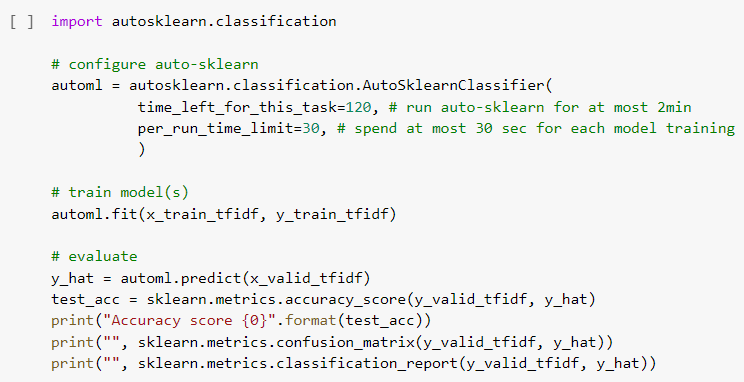 [ ] import autosklearn.classification
# configure auto-sklearn
automl = autosklearn.classification.AutoSklearnClassifier(
time_left_for_this_task=120, # run auto-sklearn for at most 2min
per_run_time_limit=30, # spend at most 30 sec for each model training
)
# train model(s)
automl.fit(x_train_tfidf, y_train_tfidf)
# evaluate
y_hat = automl.predict(x_valid_tfidf)
test_acc = sklearn.metrics.accuracy_score(y_valid_tfidf, y_hat)
print("Accuracy score {0}".format(test_acc))
print("", sklearn.metrics.confusion_matrix(y_valid_tfidf, y_hat))
print("", sklearn.metrics.classification_report(y_valid_tfidf, y_hat))